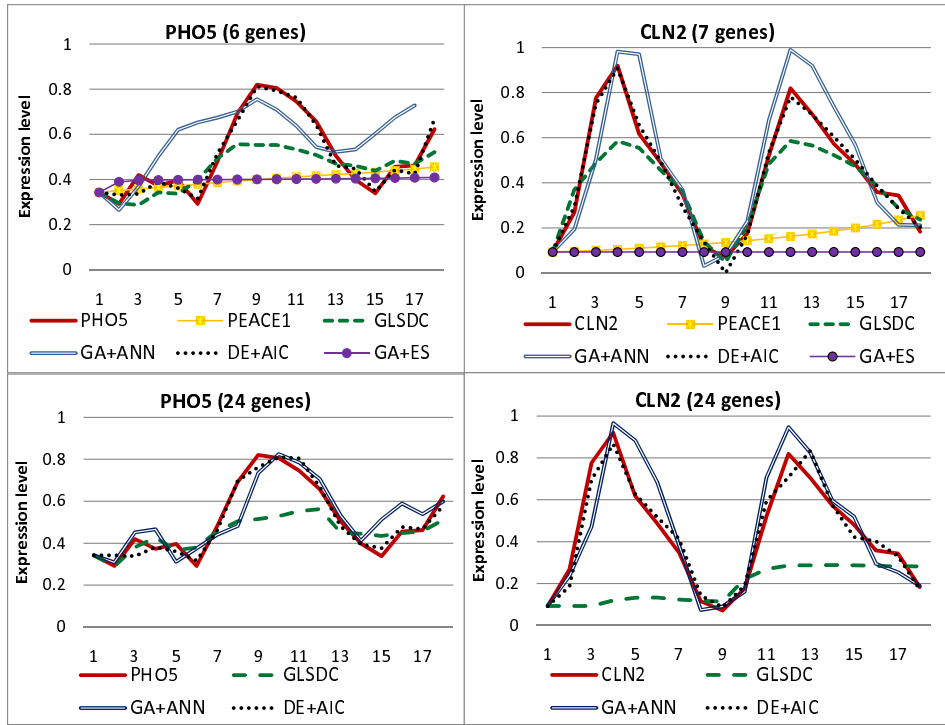 PHO5 (6 genes)
Expression level
1
0.8
0.6
0.4
0.2
0
1 3 5 7 9 11 13 15 17
PHO5 PEACE1 GLSDC
GA+ANN DE+AIC GA+ES
CLN2 (7 genes)
Expression level
1
0.8
0.6
0.4
0.2
0
1 3 5 7 9 11 13 15 17
CLN2 PEACE1 GLSDC
GA+ANN DE+AIC GA+ES
PHO5 (24 genes)
Expression level
1
0.8
0.6
0.4
0.2
0
1 3 5 7 9 11 13 15 17
PHO5 GLSDC
GA+ANN DE+AIC
CLN2 (24 genes)
Expression level
1
0.8
0.6
0.4
0.2
0
1 3 5 7 9 11 13 15 17
CLN2 GLSDC
GA+ANN DE+AIC